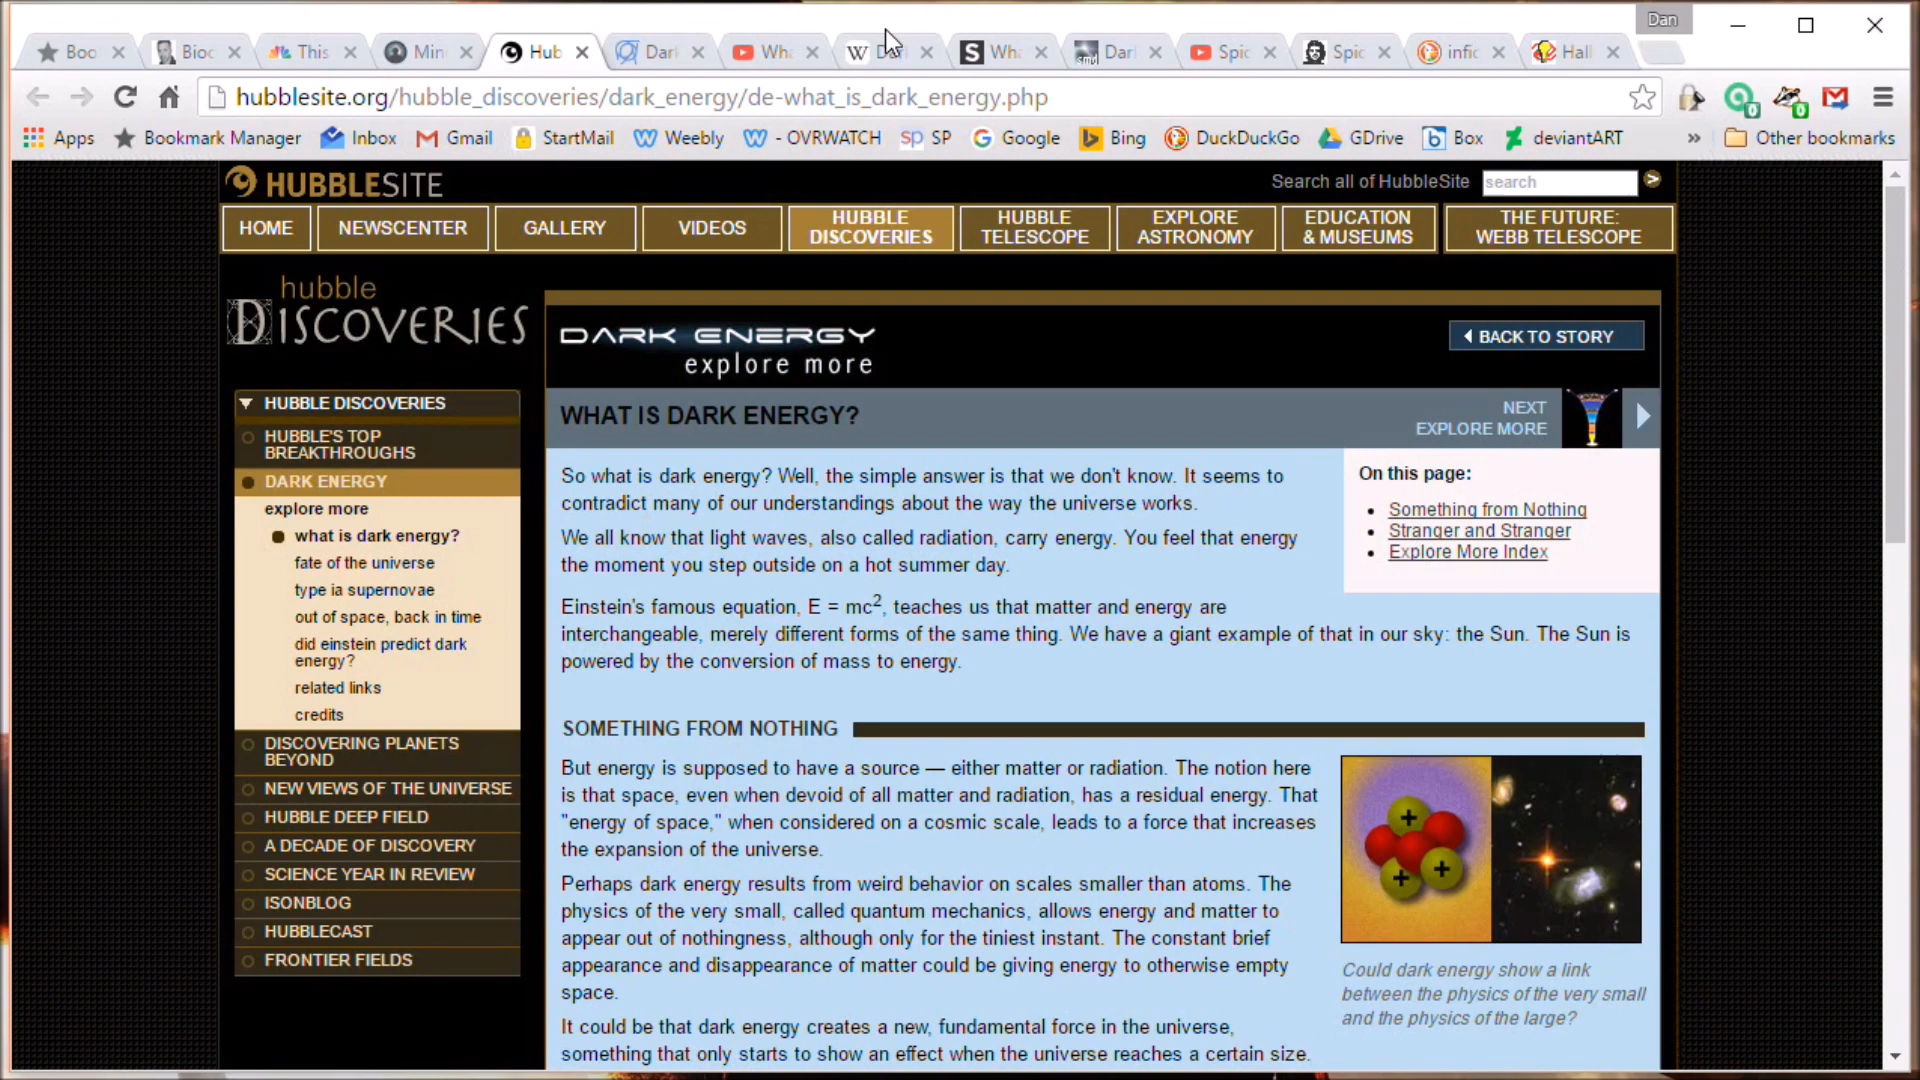 Dan
Boo
Bioc
This
Min
Hub
Dark
Wha
Da
Wha
Darl
Spic
Spic
infic
Hall
hubblesite.org/hubble_discoveries/dark_energy/de-what_is_dark_energy.php
0
0
Apps Bookmark Manager Inbox Gmail StartMail Weebly - OVRWATCH SP Google Bing DuckDuckGo GDrive Box deviantART » Other bookmarks
HUBBLESITE
Search all of HubbleSite search
HOME
NEWSCENTER
GALLERY
VIDEOS
HUBBLE
DISCOVERIES
HUBBLE
TELESCOPE
EXPLORE
ASTRONOMY
EDUCATION
& MUSEUMS
THE FUTURE:
WEBB TELESCOPE
hubble
DISCOVERIES
HUBBLE DISCOVERIES
HUBBLE'S TOP
BREAKTHROUGHS
DARK ENERGY
explore more
what is dark energy?
fate of the universe
type ia supernovae
out of space, back in time
did einstein predict dark
energy?
related links
credits
DISCOVERING PLANETS
BEYOND
NEW VIEWS OF THE UNIVERSE
HUBBLE DEEP FIELD
A DECADE OF DISCOVERY
SCIENCE YEAR IN REVIEW
ISONBLOG
HUBBLECAST
FRONTIER FIELDS
DARK ENERGY
explore more
BACK TO STORY
WHAT IS DARK ENERGY?
NEXT
EXPLORE MORE
So what is dark energy? Well, the simple answer is that we don't know. It seems to
contradict many of our understandings about the way the universe works.
We all know that light waves, also called radiation, carry energy. You feel that energy
the moment you step outside on a hot summer day.
Einstein's famous equation, E = mc², teaches us that matter and energy are
interchangeable, merely different forms of the same thing. We have a giant example of that in our sky: the Sun. The Sun is
powered by the conversion of mass to energy.
On this page:
Something from Nothing
Stranger and Stranger
Explore More Index
SOMETHING FROM NOTHING
But energy is supposed to have a source — either matter or radiation. The notion here
is that space, even when devoid of all matter and radiation, has a residual energy. That
"energy of space," when considered on a cosmic scale, leads to a force that increases
the expansion of the universe.
Perhaps dark energy results from weird behavior on scales smaller than atoms. The
physics of the very small, called quantum mechanics, allows energy and matter to
appear out of nothingness, although only for the tiniest instant. The constant brief
appearance and disappearance of matter could be giving energy to otherwise empty
space.
It could be that dark energy creates a new, fundamental force in the universe,
something that only starts to show an effect when the universe reaches a certain size.
Could dark energy show a link
between the physics of the very small
and the physics of the large?